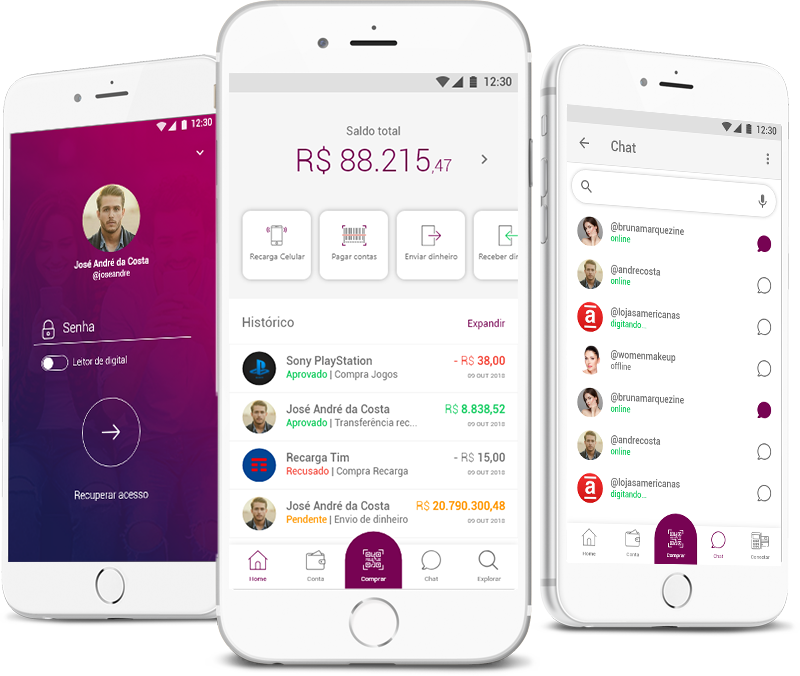 12:30
José André da Costa
@joseandre
Senha
Leitor de digital
Recuperar acesso
12:30
Saldo total
R$ 88.215,47
Recarga Celular
Pagar contas
Enviar dinheiro
Receber din
Histórico
Expandir
Sony PlayStation
- R$ 38,00
Aprovado | Compra Jogos
09 OUT 2018
José André da Costa
R$ 8.838,52
Aprovado | Transferência rec...
09 OUT 2018
Recarga Tim
- R$ 15,00
Recusado | Compra Recarga
09 OUT 2018
José André da Costa
R$ 20.790.300,48
Pendente | Envio de dinheiro
09 OUT 2018
Home
Conta
Comprar
Chat
Explorar
12:30
Chat
@brunamarquezine
online
@andrecosta
online
a
@lojasamericanas
digitando..
@womenmakeup
offline
@brunamarquezine
online
@andrecosta
online
a
@lojasamericanas
digitando..
Home
Conta
Comprar
Chat
Conectar